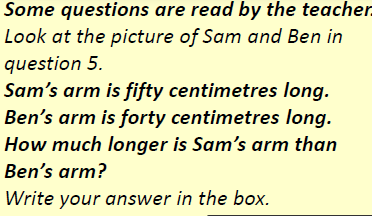 Some questions are read by the teacher.
Look at the picture of Sam and Ben in
question 5.
Sam's arm is fifty centimetres long.
Ben's arm is forty centimetres long.
How much longer is Sam's arm than
Ben's arm?
Write your answer in the box.